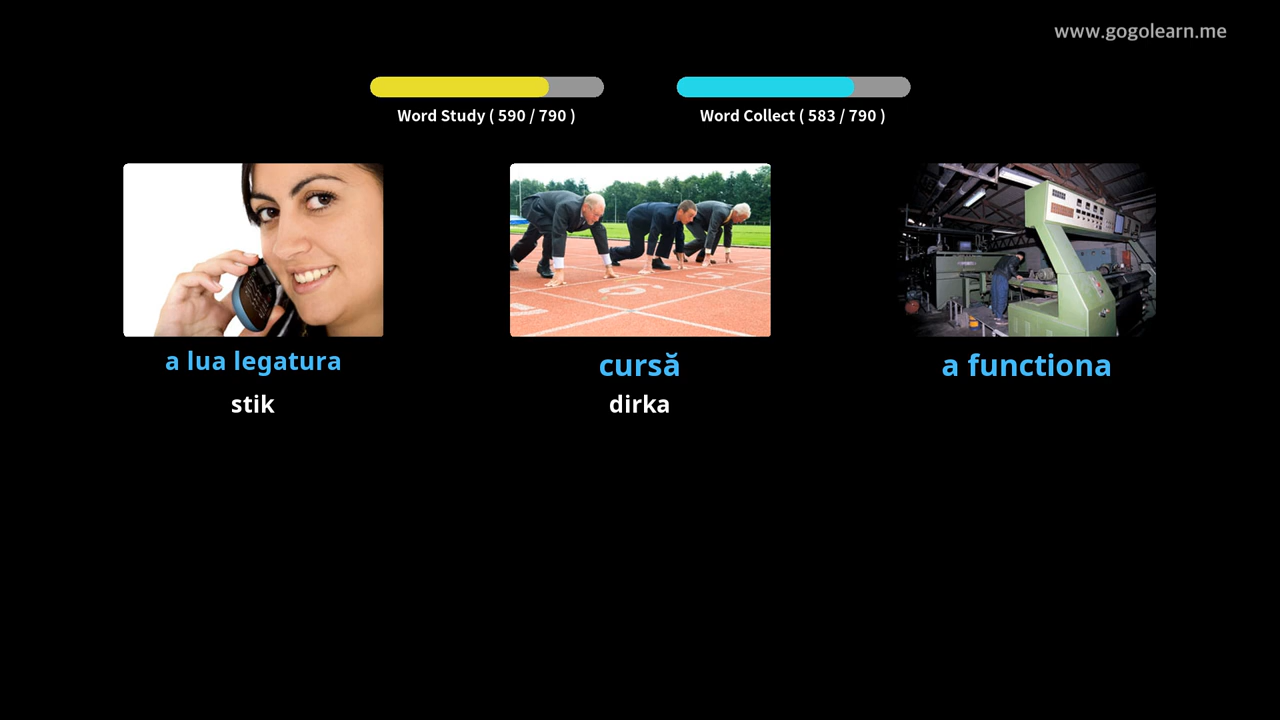 www.gogolearn.me
Word Study ( 590 / 790 )
Word Collect ( 583 / 790 )
a lua legatura
cursă
a functiona
stik
dirka